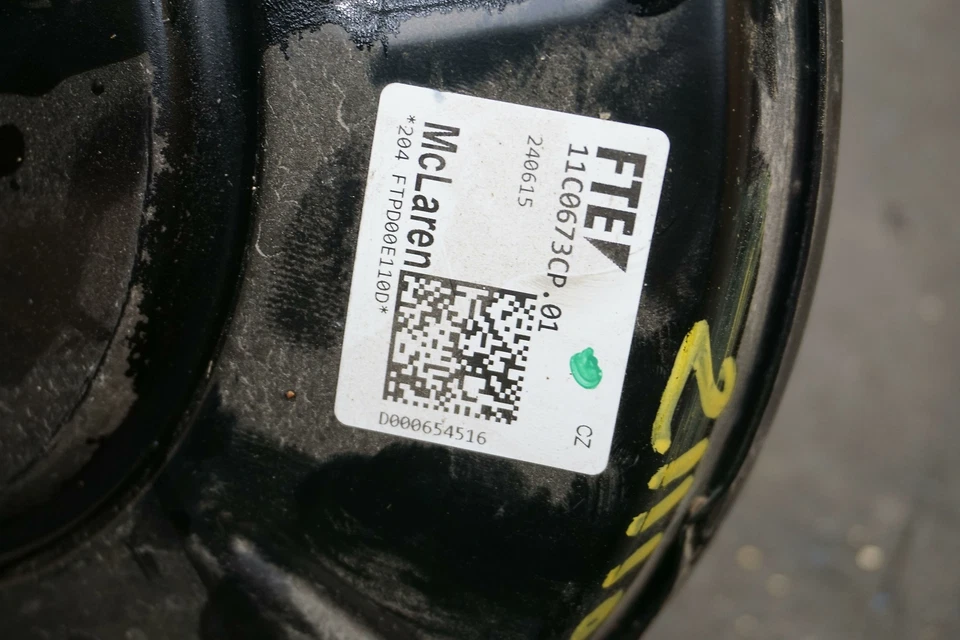 FTE
11C0673CP.01
240615
McLaren
*204 FTPD00E110D*
D000654516
CZ